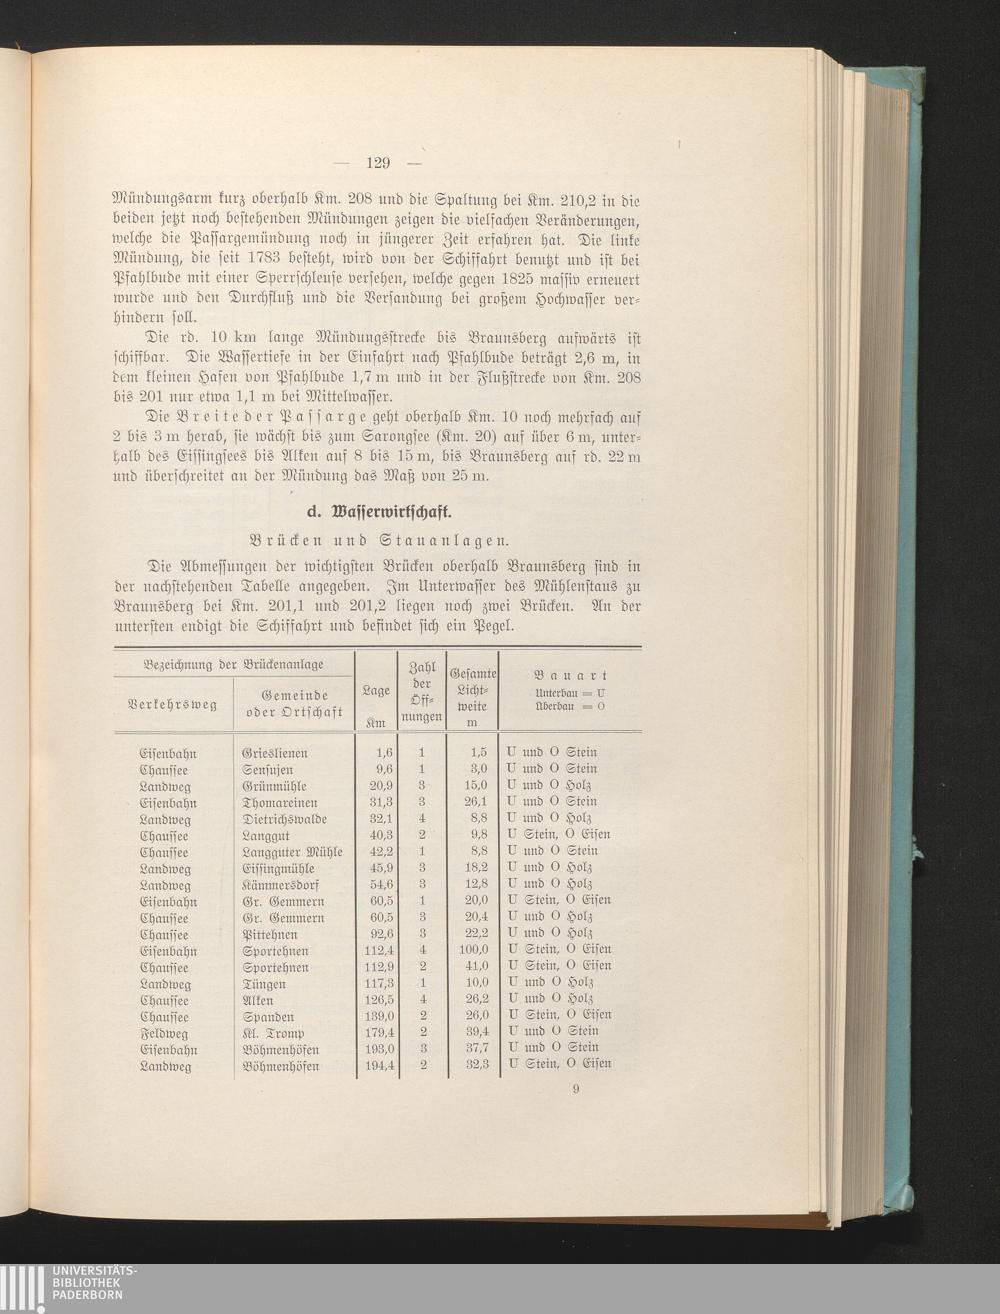 — 129 —
Mündungsarm kurz oberhalb Km. 208 und die Spaltung bei Km. 210,2 in die
beiden jetzt noch bestehenden Mündungen zeigen die vielfachen Veränderungen,
welche die Passargemündung noch in jüngerer Zeit erfahren hat. Die linke
Mündung, die seit 1783 besteht, wird von der Schiffahrt benutzt und ist bei
Pfahlbude mit einer Sperrschleuse versehen, welche gegen 1825 massiv erneuert
wurde und den Durchfluß und die Versandung bei großem Hochwasser ver-
hindern soll.
Die rd. 10 km lange Mündungsstrecke bis Braunsberg aufwärts ist
schiffbar. Die Wassertiefe in der Einfahrt nach Pfahlbude beträgt 2,6 m, in
dem kleinen Hafen von Pfahlbude 1,7 m und in der Flußstrecke von Km. 208
bis 201 nur etwa 1,1 m bei Mittelwasser.
Die Breite der Passarge geht oberhalb Km. 10 noch mehrfach auf
2 bis 3 m herab, sie wächst bis zum Sarongsee (Km. 20) auf über 6 m, unter-
halb des Eissingsees bis Alken auf 8 bis 15 m, bis Braunsberg auf rd. 22 m
und überschreitet an der Mündung das Maß von 25 m.
d. Wasserwirtschaft.
Brücken und Stauanlagen.
Die Abmessungen der wichtigsten Brücken oberhalb Braunsberg sind in
der nachstehenden Tabelle angegeben. Im Unterwasser des Mühlenstaus zu
Braunsberg bei Km. 201,1 und 201,2 liegen noch zwei Brücken. An der
untersten endigt die Schiffahrt und befindet sich ein Pegel.
Bezeichnung der Brückenanlage
Verkehrsweg
Gemeinde
oder Ortschaft
Lage
Km
Zahl
der
Öff-
nungen
Gesamte
Licht-
weite
m
Bauart
Unterbau = U
Überbau = O
Eisenbahn Grieslienen 1,6 1 1,5 U und O Stein
Chaussee Sensujen 9,6 1 3,0 U und O Stein
Landweg Grünmühle 20,9 3 15,0 U und O Holz
Eisenbahn Thomareinen 31,3 3 26,1 U und O Stein
Landweg Dietrichswalde 32,1 4 8,8 U und O Holz
Chaussee Langgut 40,3 2 9,8 U Stein, O Eisen
Chaussee Langguter Mühle 42,2 1 8,8 U und O Stein
Landweg Eissingmühle 45,9 3 18,2 U und O Holz
Landweg Kämmersdorf 54,6 3 12,8 U und O Holz
Eisenbahn Gr. Gemmern 60,5 1 20,0 U Stein, O Eisen
Chaussee Gr. Gemmern 60,5 3 20,4 U und O Holz
Chaussee Pittehnen 92,6 3 22,2 U und O Holz
Eisenbahn Sportehnen 112,4 4 100,0 U Stein, O Eisen
Chaussee Sportehnen 112,9 2 41,0 U Stein, O Eisen
Landweg Tüngen 117,3 1 10,0 U und O Holz
Chaussee Alken 126,5 4 26,2 U und O Holz
Chaussee Spanden 139,0 2 26,0 U Stein, O Eisen
Feldweg Kl. Tromp 179,4 2 39,4 U und O Stein
Eisenbahn Böhmenhöfen 193,0 3 37,7 U und O Stein
Landweg Böhmenhöfen 194,4 2 32,3 U Stein, O Eisen
9
UNIVERSITÄTS-
BIBLIOTHEK
PADERBORN